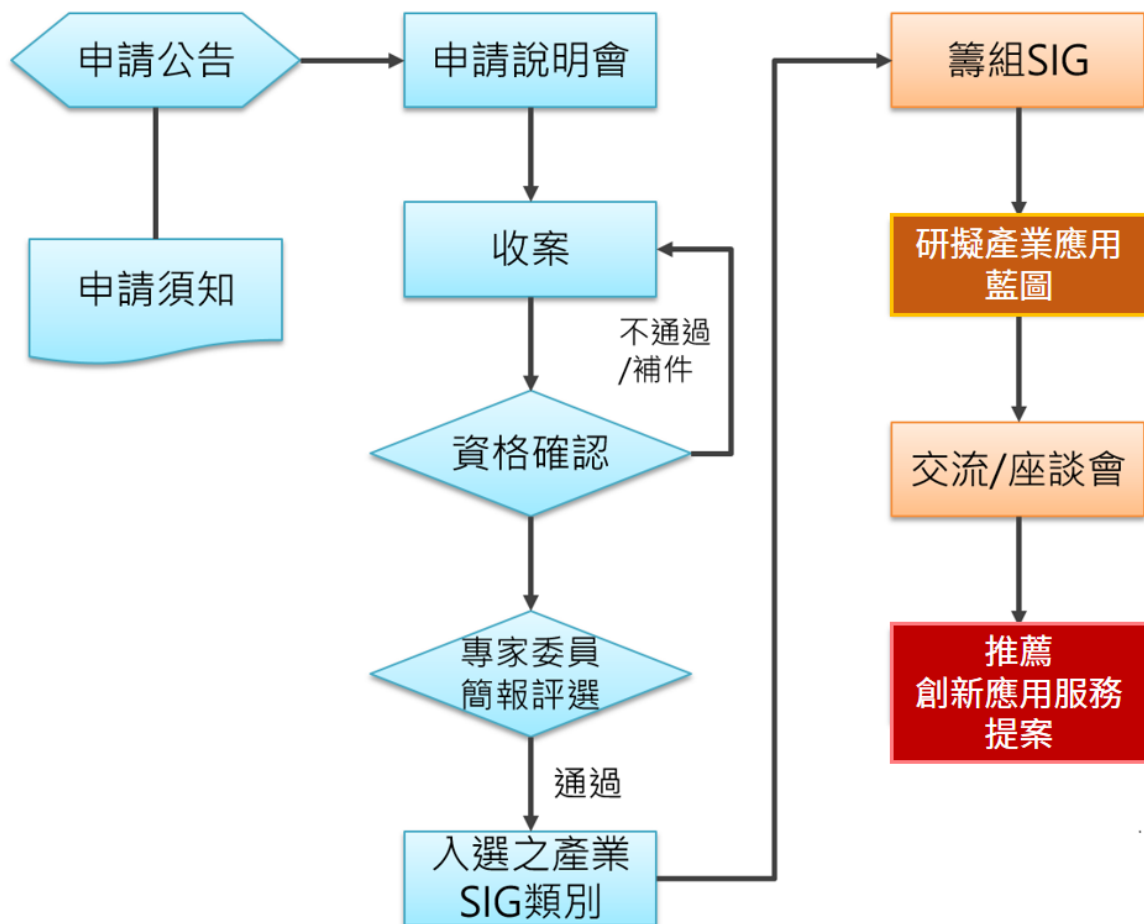 申請公告
申請說明會
籌組SIG
申請須知
收案
研擬產業應用
藍圖
不通過
/補件
資格確認
交流/座談會
專家委員
簡報評選
推薦
創新應用服務
提案
通過
入選之產業
SIG類別